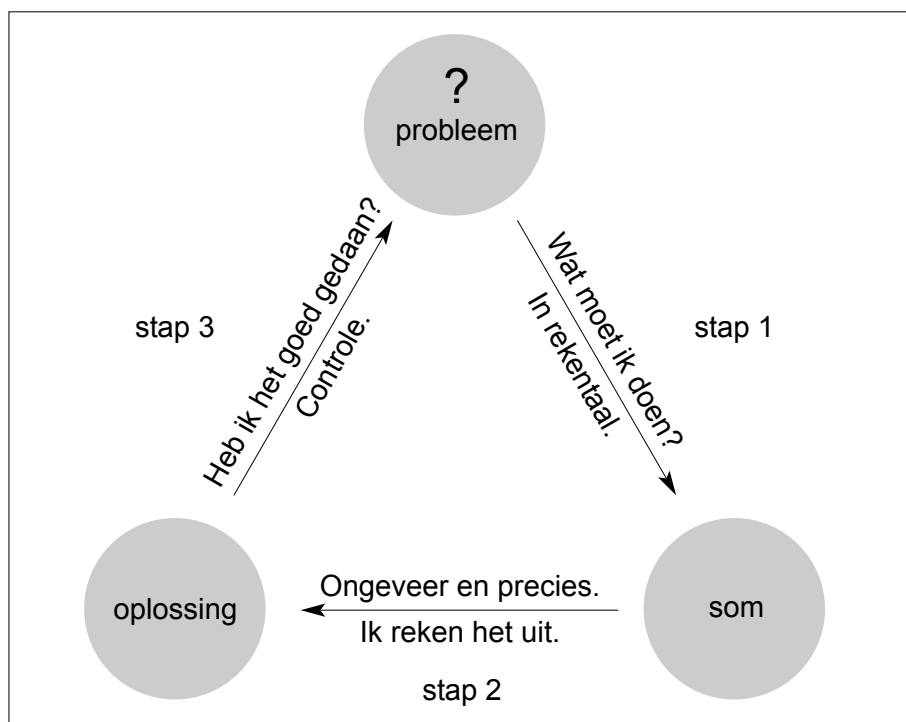 ?
probleem
Wat moet ik doen?
In rekentaal.
stap 1
som
Ongeveer en precies.
Ik reken het uit.
stap 2
oplossing
Heb ik het goed gedaan?
Controle.
stap 3